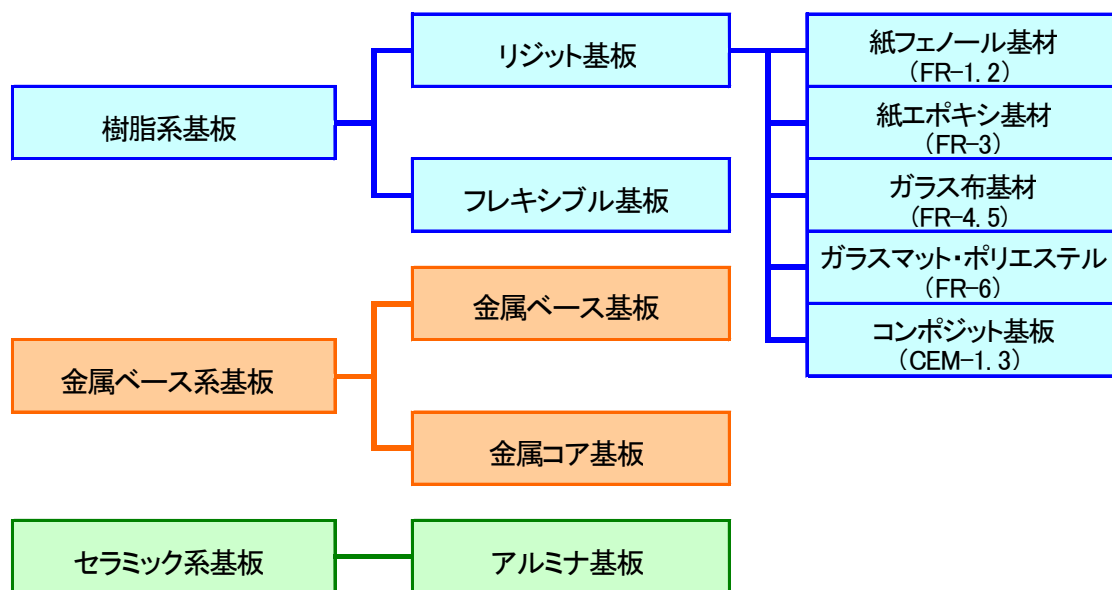 樹脂系基板
リジット基板
フレキシブル基板
紙フェノール基材
(FR-1.2)
紙エポキシ基材
(FR-3)
ガラス布基材
(FR-4.5)
ガラスマット・ポリエステル
(FR-6)
コンポジット基板
(CEM-1.3)
金属ベース系基板
金属ベース基板
金属コア基板
セラミック系基板
アルミナ基板